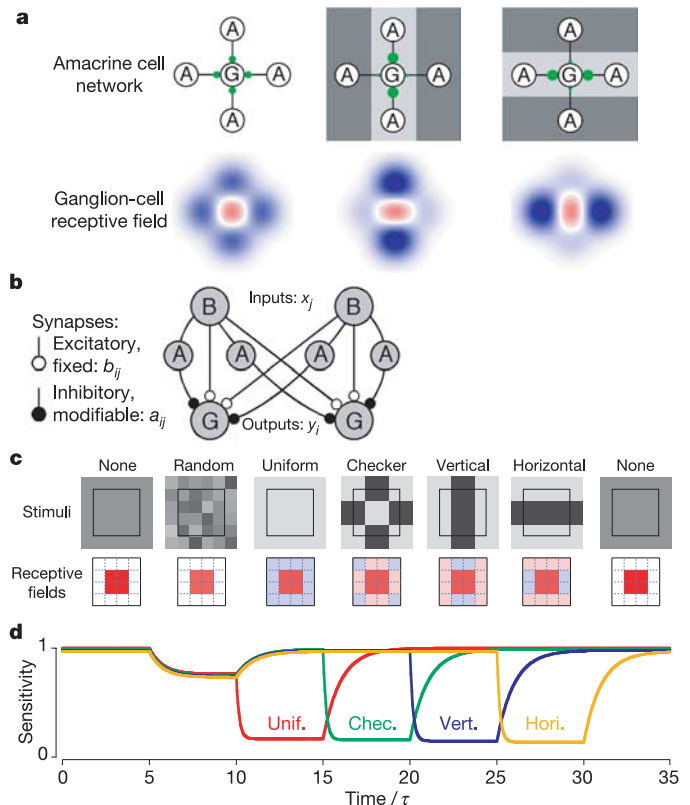 a
Amacrine cell
network
A
A G A
A
A
A G A
A
A
A G A
A
Ganglion-cell
receptive field
b
Synapses:
Excitatory,
fixed: bij
Inhibitory,
modifiable: aij
Inputs: xj
B B
A A A A
G G
Outputs: yi
c
None Random Uniform Checker Vertical Horizontal None
Stimuli
Receptive
fields
d
Sensitivity
1
0
Unif. Chec. Vert. Hori.
0 5 10 15 20 25 30 35
Time / τ